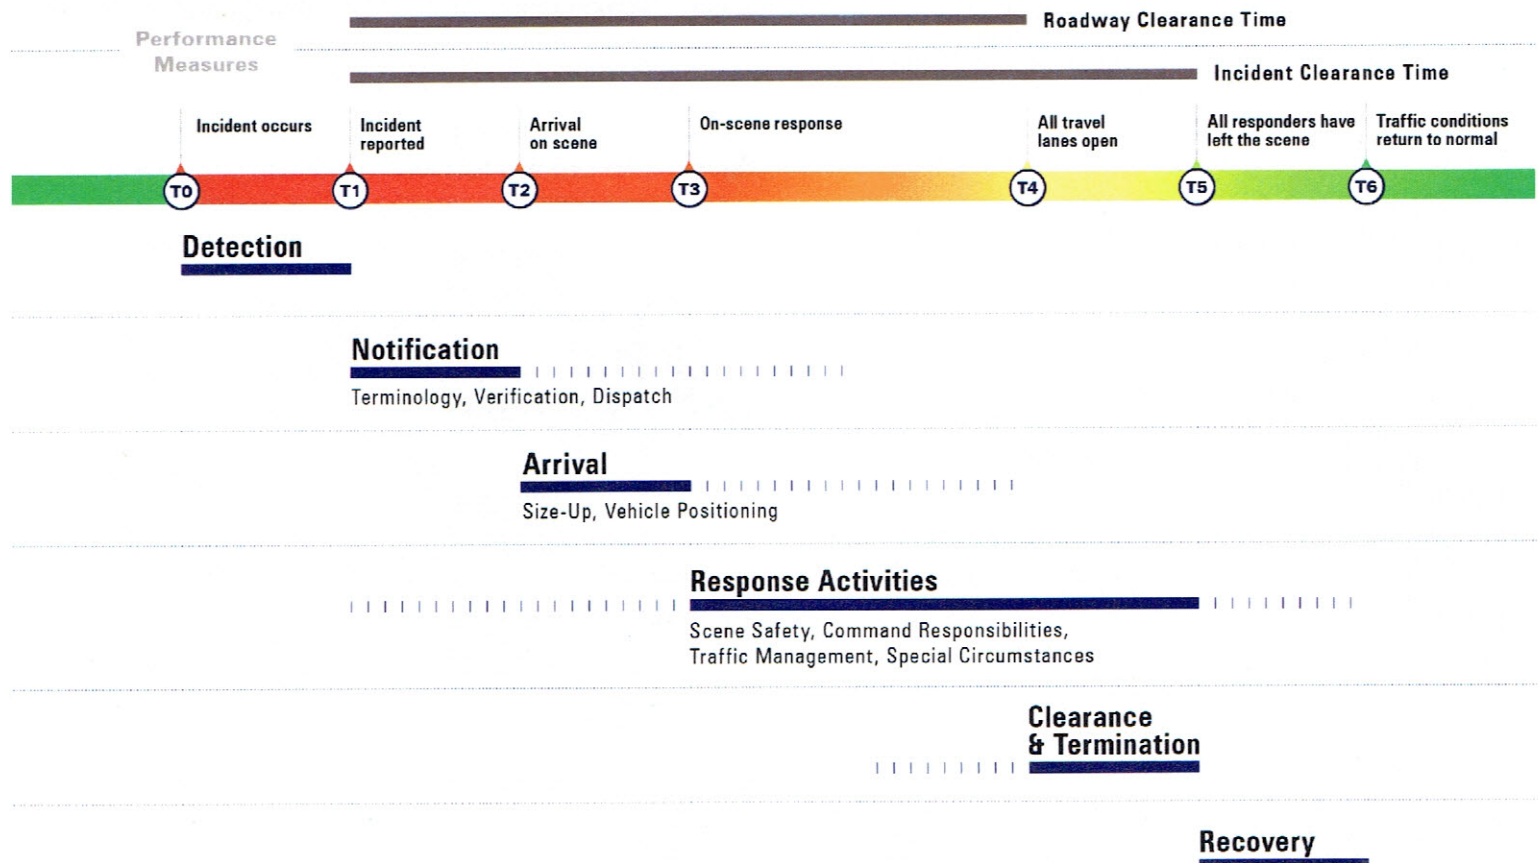 Roadway Clearance Time
Performance
Measures
Incident Clearance Time
Incident occurs
Incident
reported
Arrival
on scene
On-scene response
All travel
lanes open
All responders have
left the scene
Traffic conditions
return to normal
T0
T1
T2
T3
T4
T5
T6
Detection
Notification
Terminology, Verification, Dispatch
Arrival
Size-Up, Vehicle Positioning
Response Activities
Scene Safety, Command Responsibilities,
Traffic Management, Special Circumstances
Clearance
& Termination
Recovery